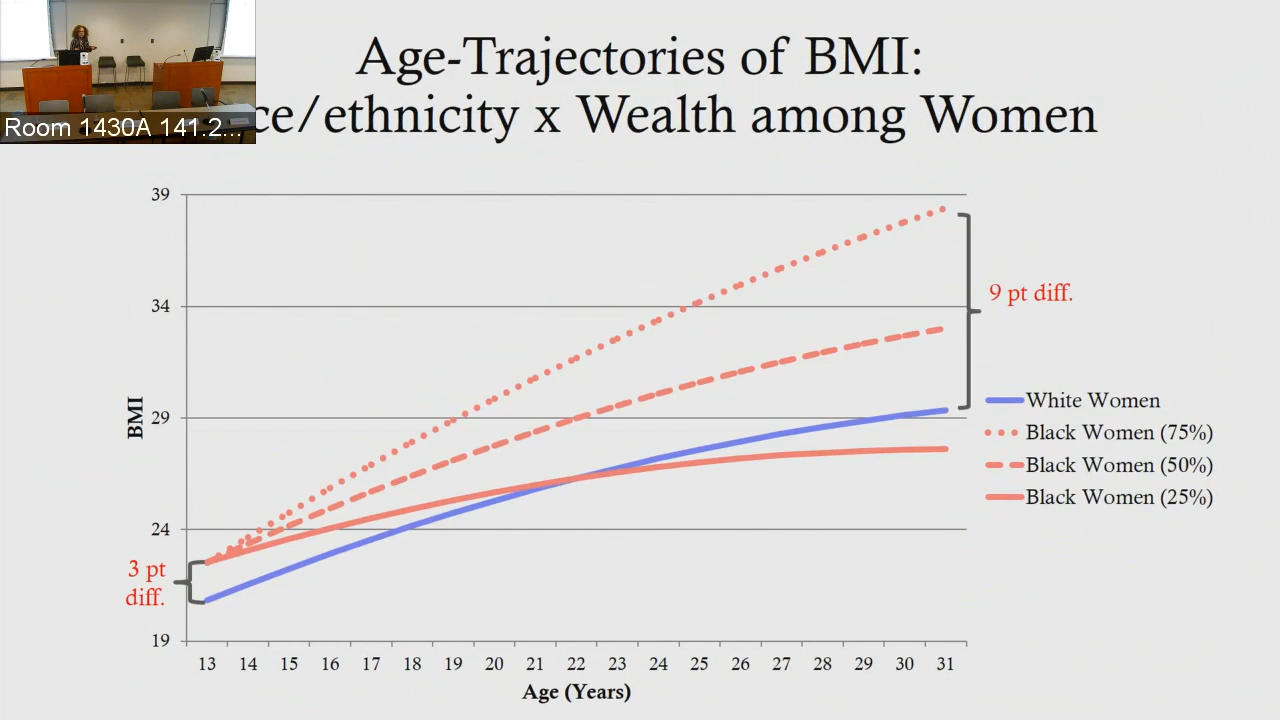 Age-Trajectories of BMI:
ce/ethnicity x Wealth among Women
Room 1430A 141.2...
39
34
29
24
19
BMI
9 pt diff.
3 pt
diff.
White Women
Black Women (75%)
Black Women (50%)
Black Women (25%)
13 14 15 16 17 18 19 20 21 22 23 24 25 26 27 28 29 30 31
Age (Years)